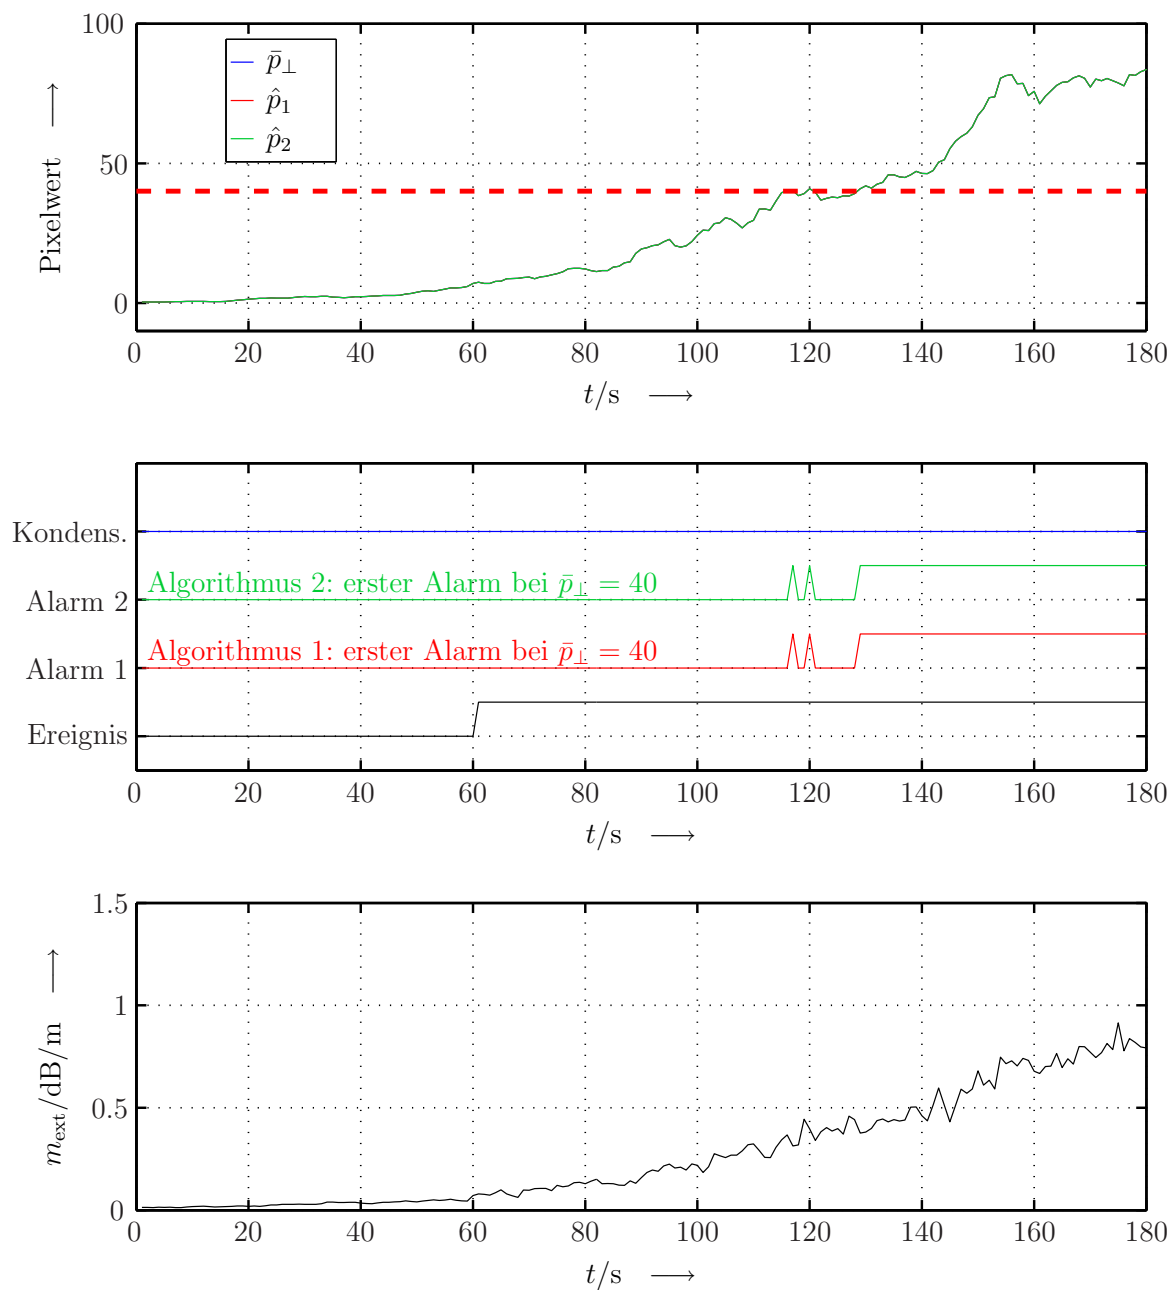 100
50
0
Pixelwert ⟶
p̄⊥
p̂₁
p̂₂
0 20 40 60 80 100 120 140 160 180
t/s ⟶
Kondens.
Alarm 2
Alarm 1
Ereignis
Algorithmus 2: erster Alarm bei p̄⊥ = 40
Algorithmus 1: erster Alarm bei p̄⊥ = 40
0 20 40 60 80 100 120 140 160 180
t/s ⟶
1.5
1
0.5
0
m_ext/dB/m ⟶
0 20 40 60 80 100 120 140 160 180
t/s ⟶